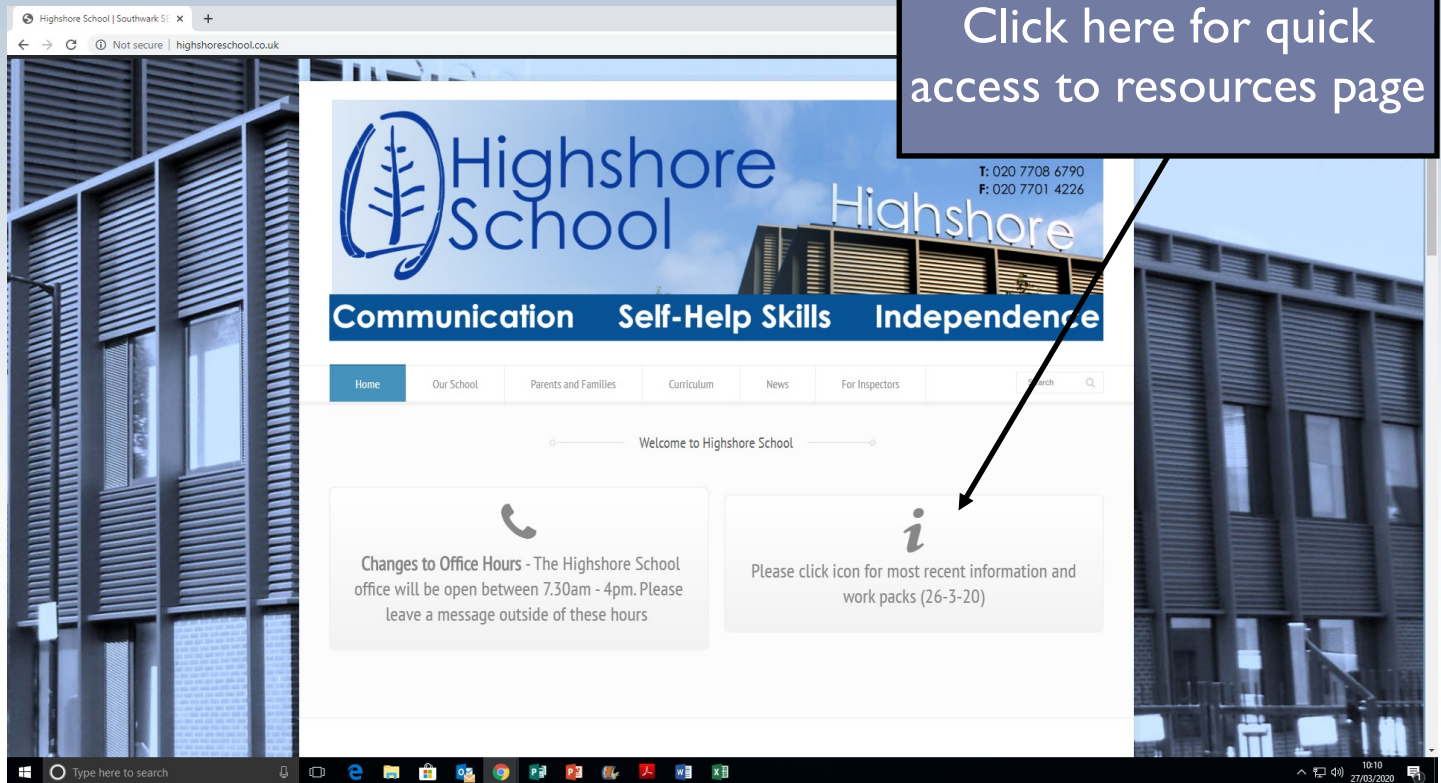 Highshore School | Southwark SE
Not secure | highshoreschool.co.uk
Click here for quick
access to resources page
Highshore
School
T: 020 7708 6790
F: 020 7701 4226
Highshore
Communication Self-Help Skills Independence
Home Our School Parents and Families Curriculum News For Inspectors Search
Welcome to Highshore School
Changes to Office Hours - The Highshore School
office will be open between 7.30am - 4pm. Please
leave a message outside of these hours
i
Please click icon for most recent information and
work packs (26-3-20)
Type here to search
10:10
27/03/2020